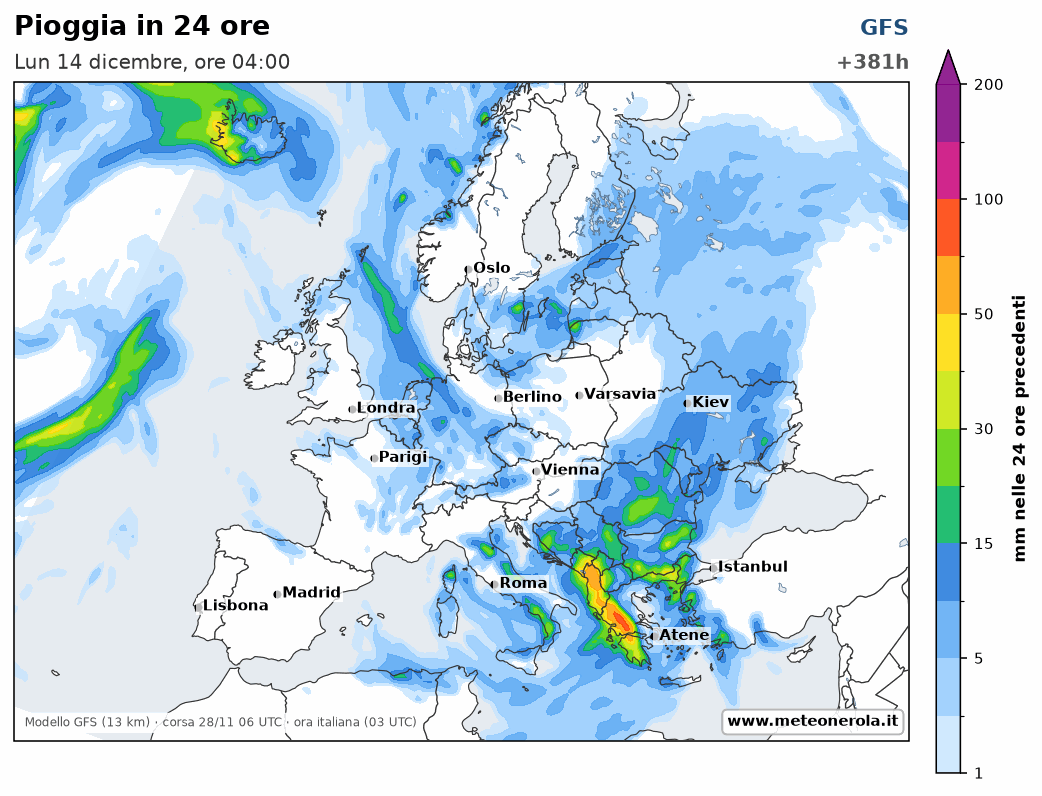 Pioggia in 24 ore
GFS
Lun 14 dicembre, ore 04:00
+381h
200
100
50
30
15
5
1
mm nelle 24 ore precedenti
Oslo
Berlino
Varsavia
Kiev
Londra
Parigi
Vienna
Istanbul
Roma
Madrid
Lisbona
Atene
Modello GFS (13 km) · corsa 28/11 06 UTC · ora italiana (03 UTC)
www.meteonerola.it